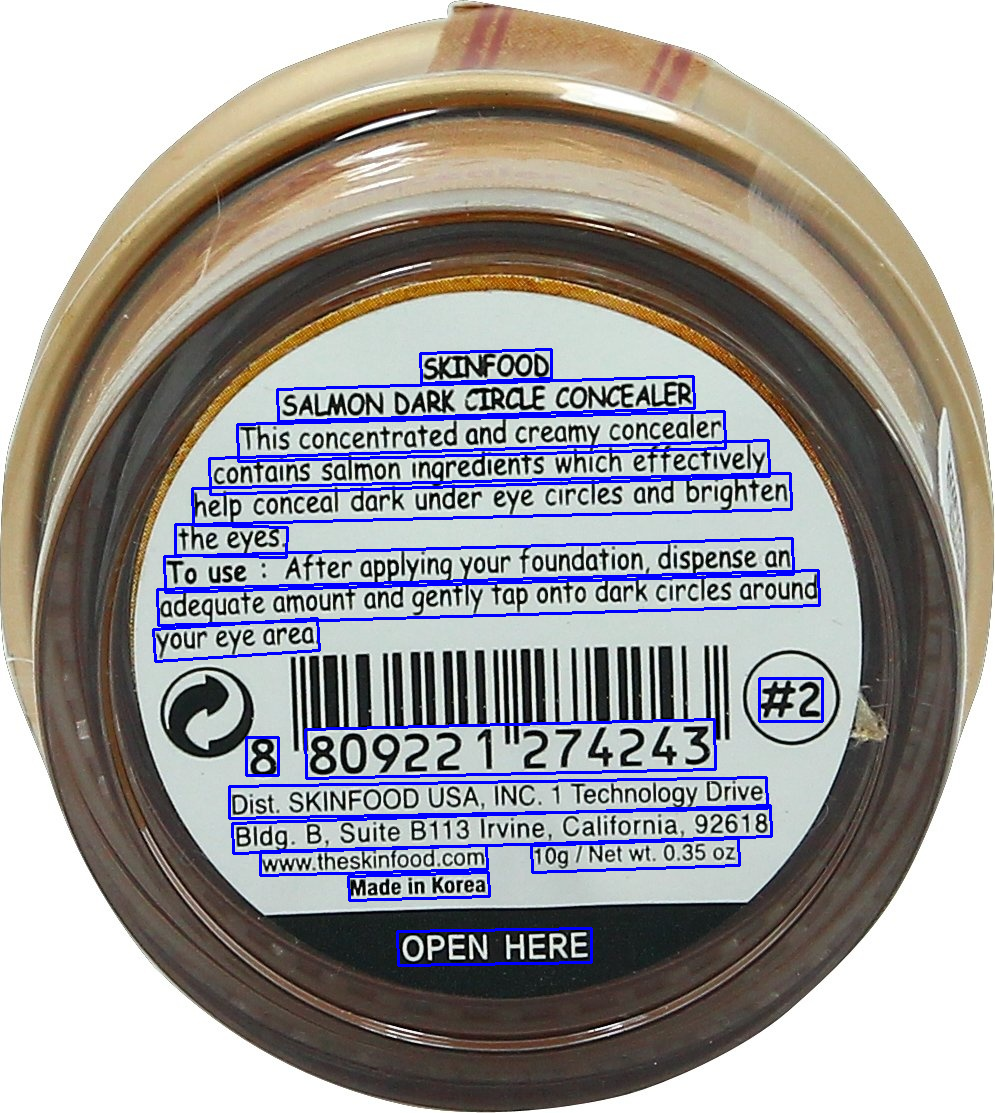 SKINFOOD
SALMON DARK CIRCLE CONCEALER
This concentrated and creamy concealer
contains salmon ingredients which effectively
help conceal dark under eye circles and brighten
the eyes.
To use : After applying your foundation, dispense an
adequate amount and gently tap onto dark circles around
your eye area
#2
8 809221 274243
Dist. SKINFOOD USA, INC. 1 Technology Drive
Bldg. B, Suite B113 Irvine, California, 92618
www.theskinfood.com 10g / Net wt. 0.35 oz
Made in Korea
OPEN HERE